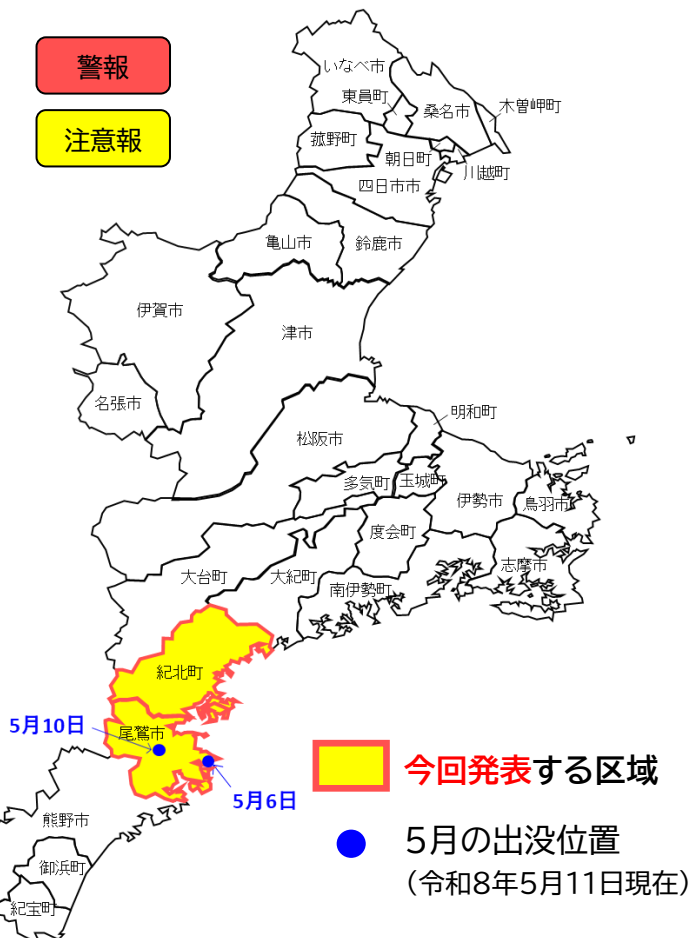 警報
注意報
いなべ市
東員町
桑名市
木曽岬町
菰野町
朝日町
川越町
四日市市
亀山市
鈴鹿市
伊賀市
津市
名張市
明和町
松阪市
多気町
玉城町
伊勢市
鳥羽市
度会町
志摩市
大台町
大紀町
南伊勢町
紀北町
5月10日
尾鷲市
5月6日
熊野市
御浜町
紀宝町
今回発表する区域
5月の出没位置
（令和8年5月11日現在）